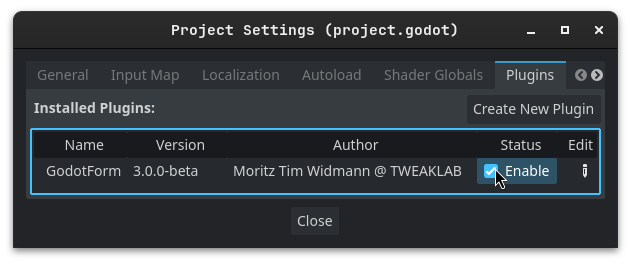 Project Settings (project.godot)
General Input Map Localization Autoload Shader Globals Plugins
Installed Plugins: Create New Plugin
Name Version Author Status Edit
GodotForm 3.0.0-beta Moritz Tim Widmann @ TWEAKLAB Enable
Close